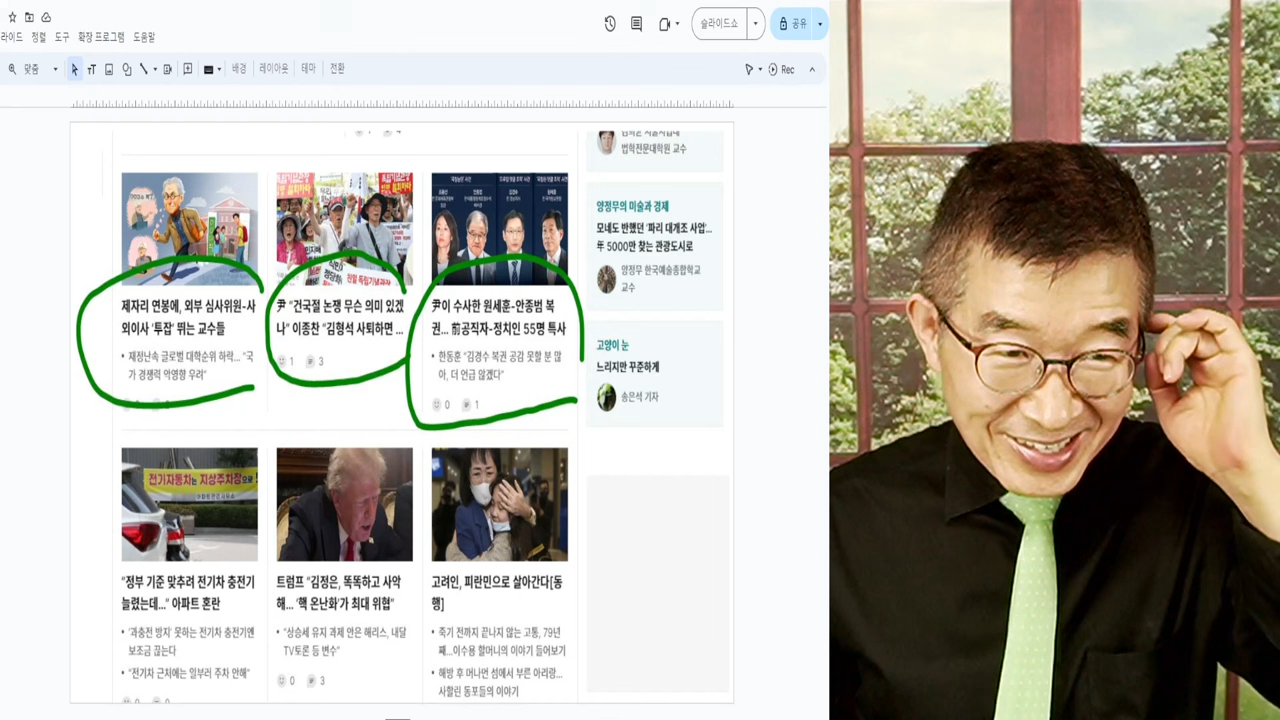 라이드 정렬 도구 확장 프로그램 도움말
슬라이드쇼
공유
맞춤
배경 레이아웃 테마 전환
Rec
법학전문대학원 교수
양정무의 미술과 경제
모네도 반했던 '파리 대개조 사업'...
年 5000만 찾는 관광도시로
양정무 한국예술종합학교
교수
고양이 눈
느리지만 꾸준하게
송은석 기자
제자리 연봉에, 외부 심사위원-사
외이사 '투잡' 뛰는 교수들
• 재정난속 글로벌 대학순위 하락... "국
가 경쟁력 악영향 우려"
尹 "건국절 논쟁 무슨 의미 있겠
나" 이종찬 "김형석 사퇴하면 ...
1 3
尹이 수사한 원세훈-안종범 복
권... 前공직자-정치인 55명 특사
• 한동훈 "김경수 복권 공감 못할 분 많
아, 더 언급 않겠다"
0 1
전기자동차는 지상주차장으로
"정부 기준 맞추려 전기차 충전기
늘렸는데..." 아파트 혼란
• '과충전 방지' 못하는 전기차 충전기엔
보조금 끊는다
• "전기차 근처에는 일부러 주차 안해"
트럼프 "김정은, 똑똑하고 사악
해... '핵 온난화'가 최대 위협"
• "상승세 유지 과제 안은 해리스, 내달
TV토론 등 변수"
0 3
고려인, 피란민으로 살아간다[동
행]
• 죽기 전까지 끝나지 않는 고통, 79년
째...이수용 할머니의 이야기 들어보기
• 해방 후 머나먼 섬에서 부른 아리랑...
사할린 동포들의 이야기